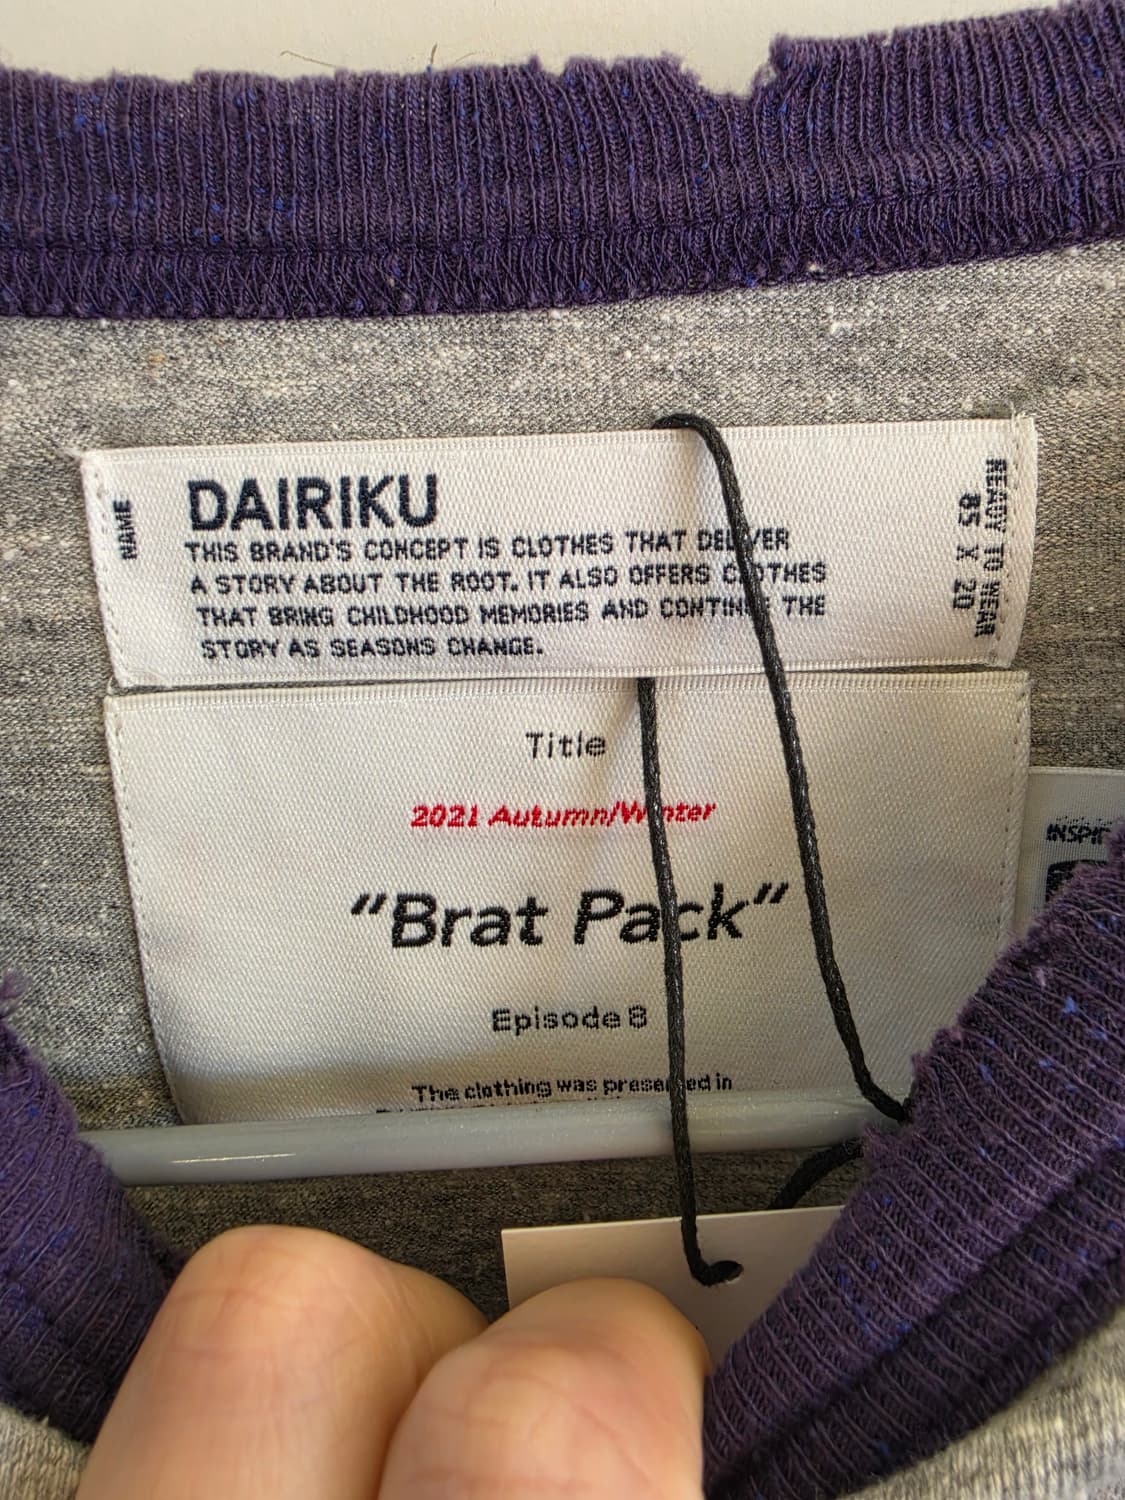 NAME
DAIRIKU
THIS BRAND'S CONCEPT IS CLOTHES THAT DELIVER
A STORY ABOUT THE ROOT. IT ALSO OFFERS CLOTHES
THAT BRING CHILDHOOD MEMORIES AND CONTINUE THE
STORY AS SEASONS CHANGE.
READY TO WEAR
85 X 20
Title
2021 Autumn/Winter
"Brat Pack"
Episode 8
The clothing was presented in
INSPIR